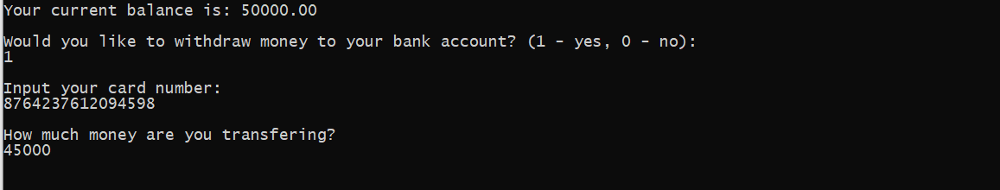 Your current balance is: 50000.00
Would you like to withdraw money to your bank account? (1 - yes, 0 - no):
1
Input your card number:
8764237612094598
How much money are you transfering?
45000